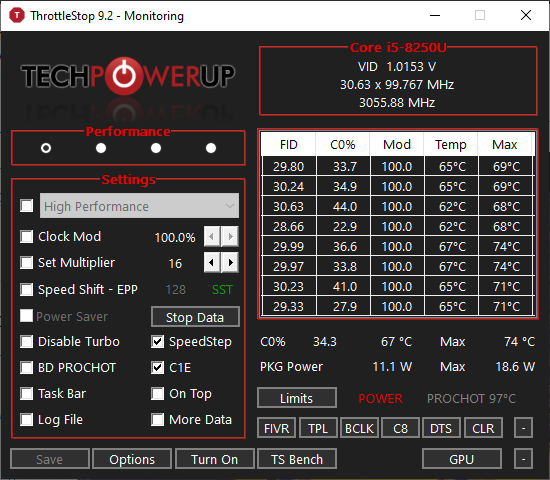 ThrottleStop 9.2 - Monitoring
TECHPOWERUP
Core i5-8250U
VID 1.0153 V
30.63 x 99.767 MHz
3055.88 MHz
Performance
FID C0% Mod Temp Max
29.80 33.7 100.0 65°C 69°C
30.24 34.9 100.0 65°C 69°C
30.63 44.0 100.0 62°C 68°C
28.66 22.9 100.0 62°C 68°C
29.99 36.6 100.0 67°C 74°C
29.97 33.8 100.0 67°C 74°C
30.23 41.0 100.0 65°C 71°C
29.33 27.9 100.0 65°C 71°C
Settings
High Performance
Clock Mod 100.0%
Set Multiplier 16
Speed Shift - EPP 128 SST
Power Saver Stop Data
Disable Turbo SpeedStep
BD PROCHOT C1E
Task Bar On Top
Log File More Data
C0% 34.3 67 °C Max 74 °C
PKG Power 11.1 W Max 18.6 W
Limits POWER PROCHOT 97°C
FIVR TPL BCLK C8 DTS CLR -
Save Options Turn On TS Bench GPU -